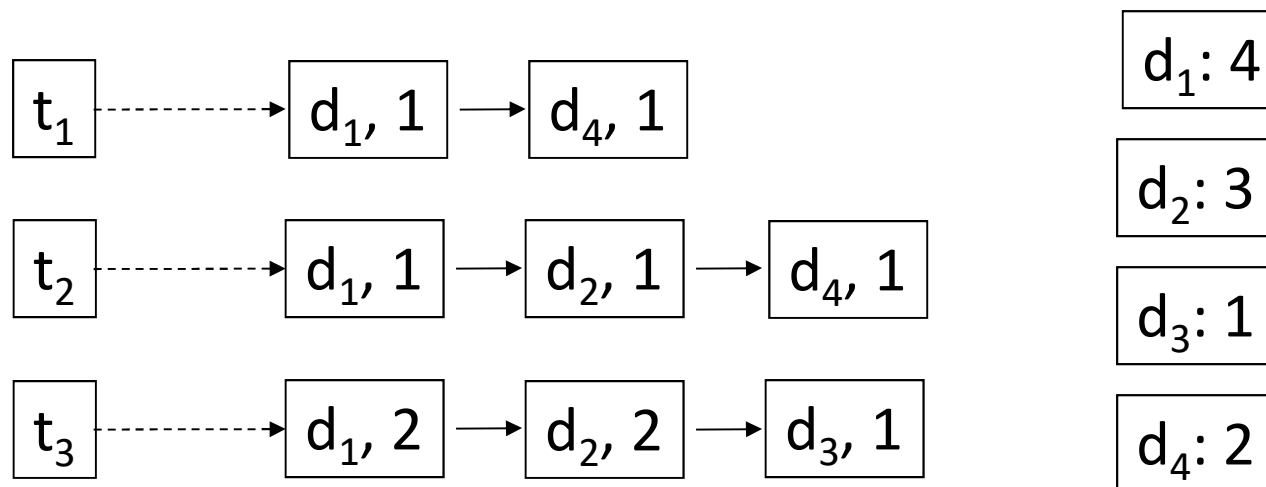 t₁ d₁, 1 d₄, 1
t₂ d₁, 1 d₂, 1 d₄, 1
t₃ d₁, 2 d₂, 2 d₃, 1
d₁: 4
d₂: 3
d₃: 1
d₄: 2